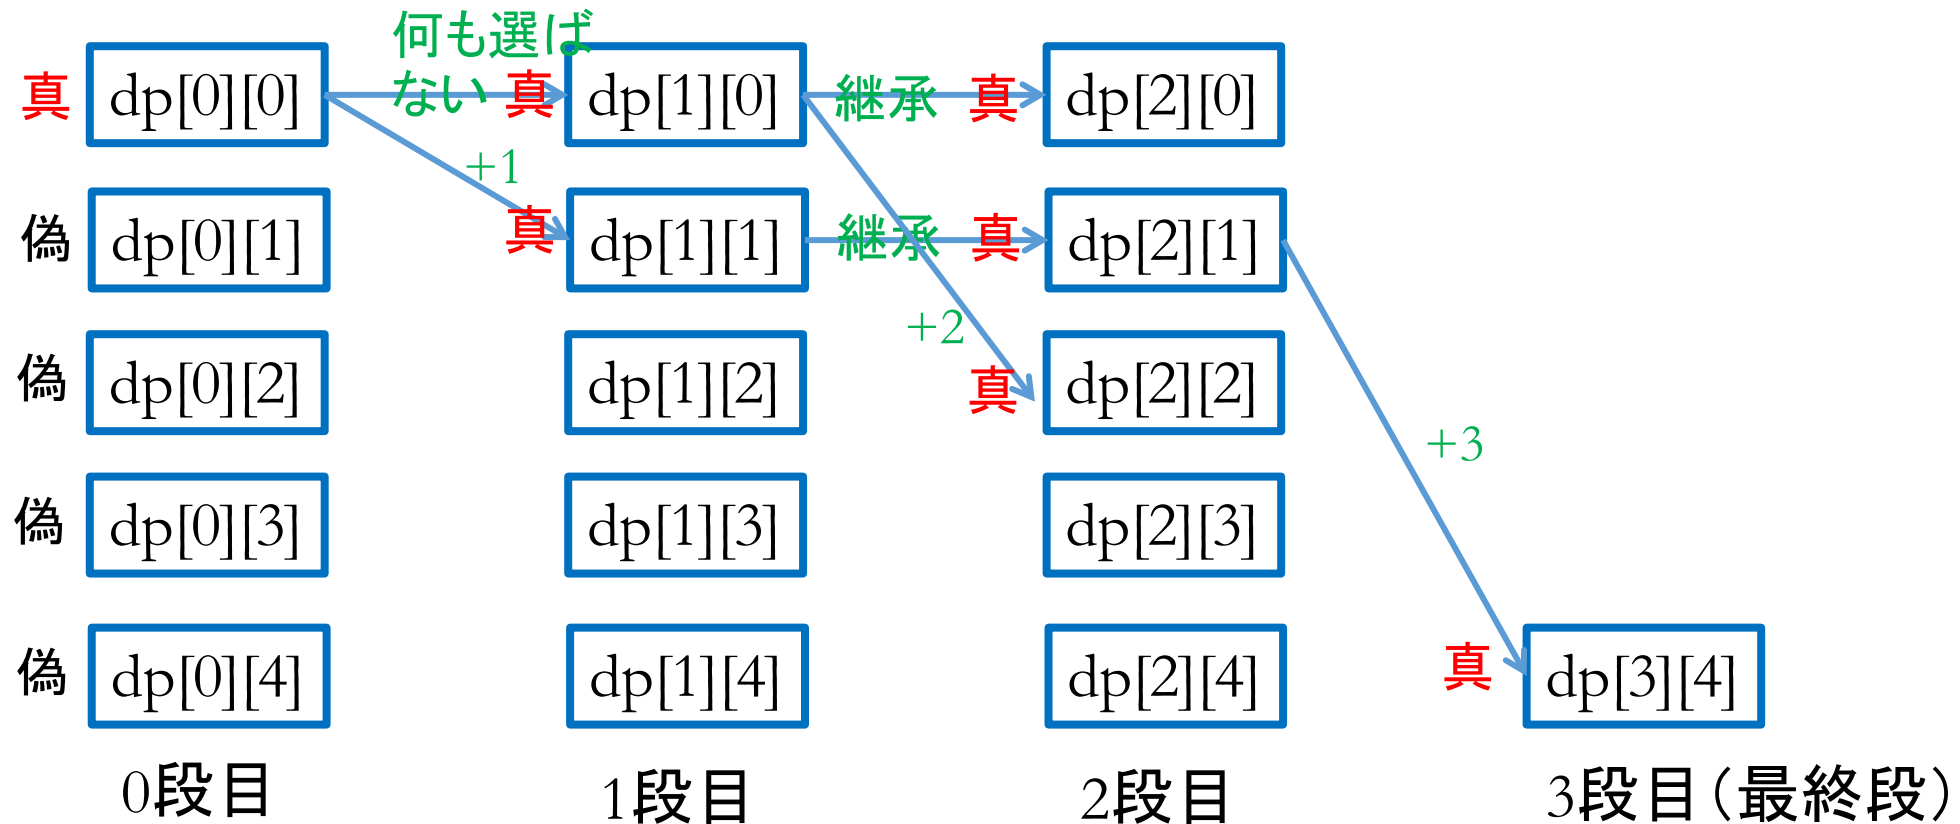 何も選ば
ない
真 dp[0][0] 真 dp[1][0] 継承 真 dp[2][0]
+1
偽 dp[0][1] 真 dp[1][1] 継承 真 dp[2][1]
+2
偽 dp[0][2] dp[1][2] 真 dp[2][2]
+3
偽 dp[0][3] dp[1][3] dp[2][3]
偽 dp[0][4] dp[1][4] dp[2][4] 真 dp[3][4]
0段目 1段目 2段目 3段目(最終段)